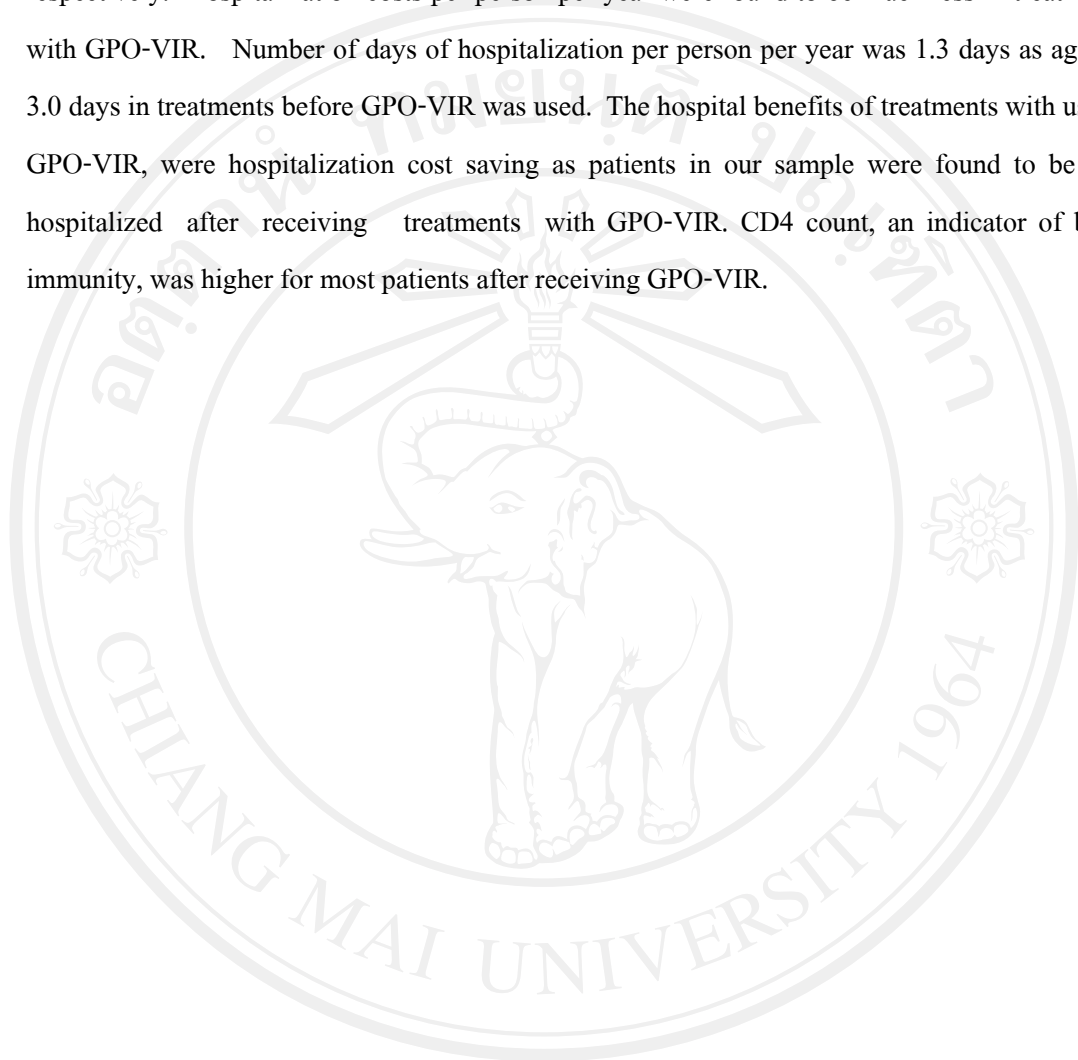 with GPO-VIR. Number of days of hospitalization per person per year was 1.3 days as
3.0 days in treatments before GPO-VIR was used. The hospital benefits of treatments with
GPO-VIR, were hospitalization cost saving as patients in our sample were found to be
hospitalized after receiving treatments with GPO-VIR. CD4 count, an indicator of
immunity, was higher for most patients after receiving GPO-VIR.
CHIANG MAI UNIVERSITY 1964